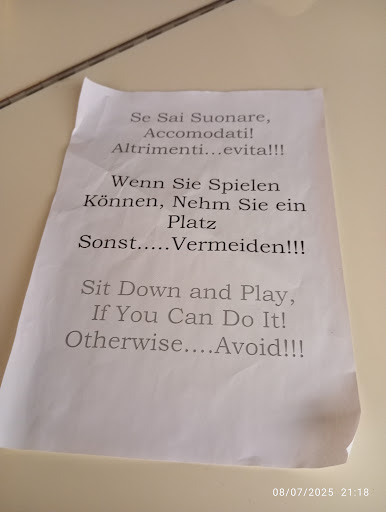 Se Sai Suonare,
Accomodati!
Altrimenti...evita!!!
Wenn Sie Spielen
Können, Nehm Sie ein
Platz
Sonst.....Vermeiden!!!
Sit Down and Play,
If You Can Do It!
Otherwise....Avoid!!!
08/07/2025 21:18